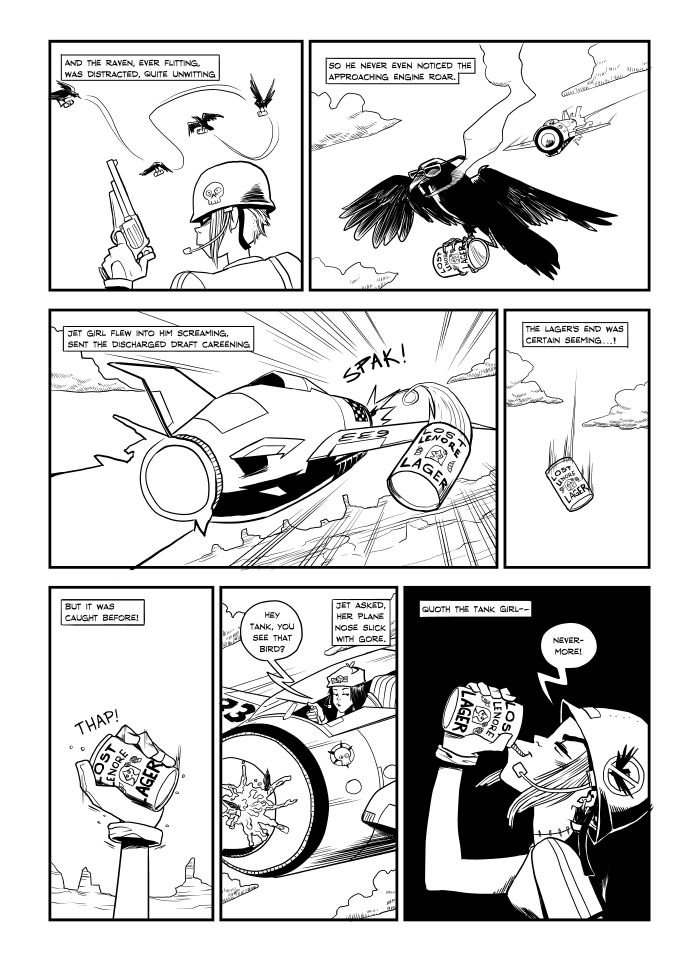 AND THE RAVEN, EVER FLITTING,
WAS DISTRACTED, QUITE UNWITTING
SO HE NEVER EVEN NOTICED THE
APPROACHING ENGINE ROAR.
LOST
LENORE
LAGER
JET GIRL FLEW INTO HIM SCREAMING,
SENT THE DISCHARGED DRAFT CAREENING
SPAK!
LOST
LENORE
LAGER
THE LAGER'S END WAS
CERTAIN SEEMING...!
LOST
LENORE
LAGER
BUT IT WAS
CAUGHT BEFORE!
THAP!
LOST
LENORE
LAGER
HEY
TANK, YOU
SEE THAT
BIRD?
JET ASKED,
HER PLANE
NOSE SLICK
WITH GORE.
23
QUOTH THE TANK GIRL--
NEVER-
MORE!
LOST
LENORE
LAGER